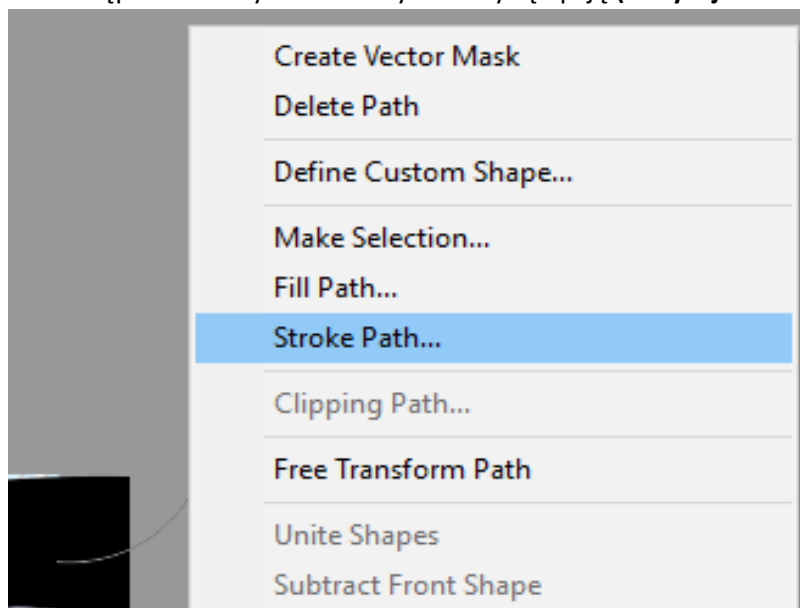 Create Vector Mask
Delete Path
Define Custom Shape...
Make Selection...
Fill Path...
Stroke Path...
Clipping Path...
Free Transform Path
Unite Shapes
Subtract Front Shape